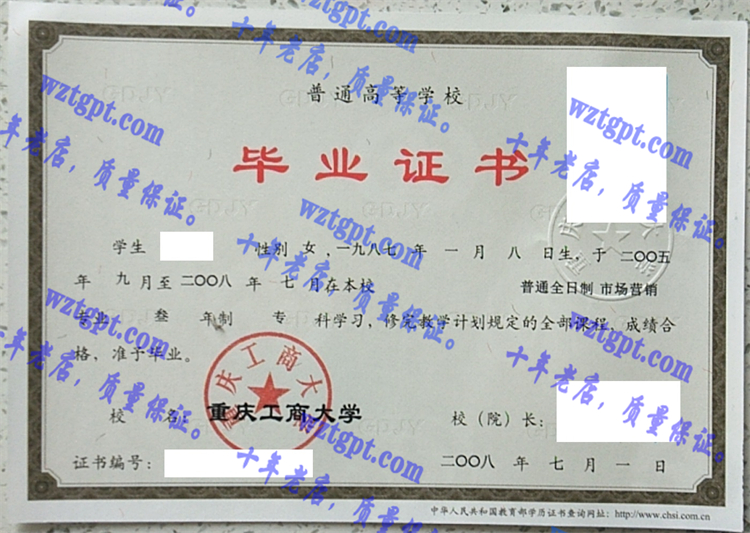 普通高等学校
毕业证书
学生 性别 女,一九八七 年 一 月 八 日生,于 二〇〇五
年 九 月至 二〇〇八 年 七 月在本校 普通全日制 市场营销
专业 叁 年制 专 科学习,修完教学计划规定的全部课程,成绩合
格,准予毕业。
校 名: 重庆工商大学
校(院)长:
证书编号:
二〇〇八 年 七 月 一 日
中华人民共和国教育部学历证书查询网址:http://www.chsi.com.cn
wztgpt.com
十年老店,质量保证。